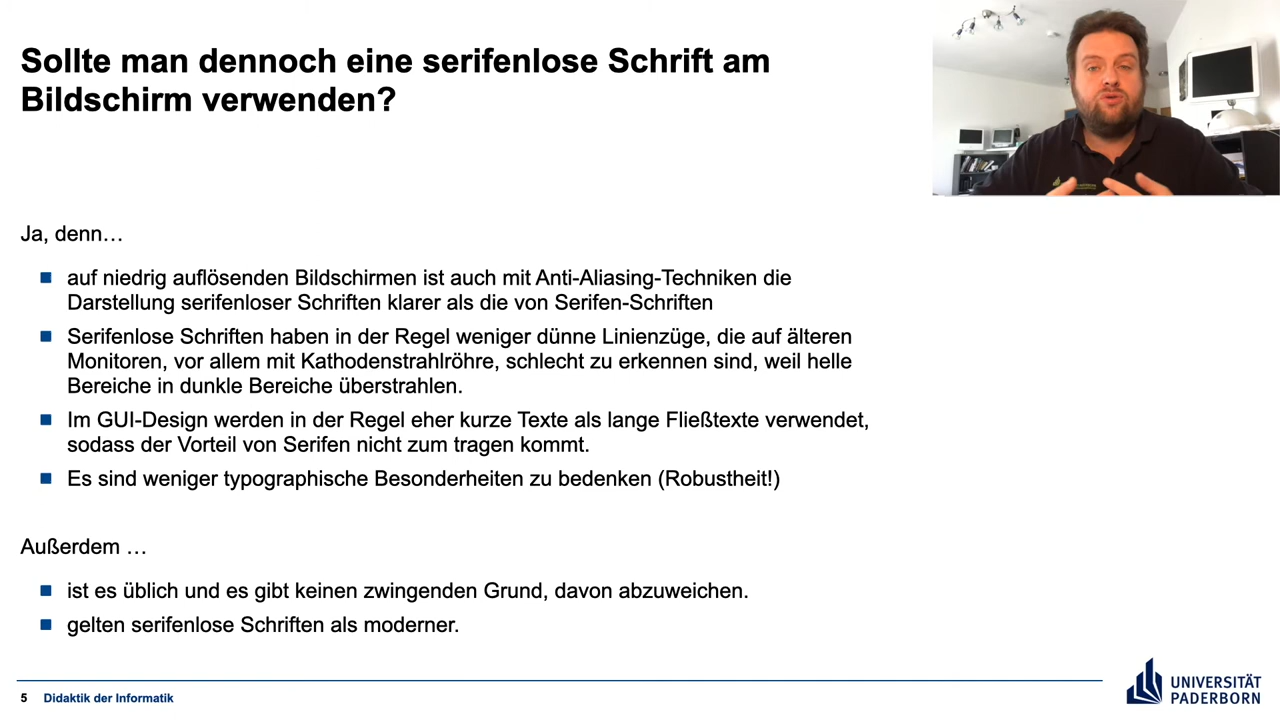 Sollte man dennoch eine serifenlose Schrift am
Bildschirm verwenden?
Ja, denn…
auf niedrig auflösenden Bildschirmen ist auch mit Anti-Aliasing-Techniken die
Darstellung serifenloser Schriften klarer als die von Serifen-Schriften
Serifenlose Schriften haben in der Regel weniger dünne Linienzüge, die auf älteren
Monitoren, vor allem mit Kathodenstrahlröhre, schlecht zu erkennen sind, weil helle
Bereiche in dunkle Bereiche überstrahlen.
Im GUI-Design werden in der Regel eher kurze Texte als lange Fließtexte verwendet,
sodass der Vorteil von Serifen nicht zum tragen kommt.
Es sind weniger typographische Besonderheiten zu bedenken (Robustheit!)
Außerdem …
ist es üblich und es gibt keinen zwingenden Grund, davon abzuweichen.
gelten serifenlose Schriften als moderner.
5 Didaktik der Informatik
UNIVERSITÄT
PADERBORN